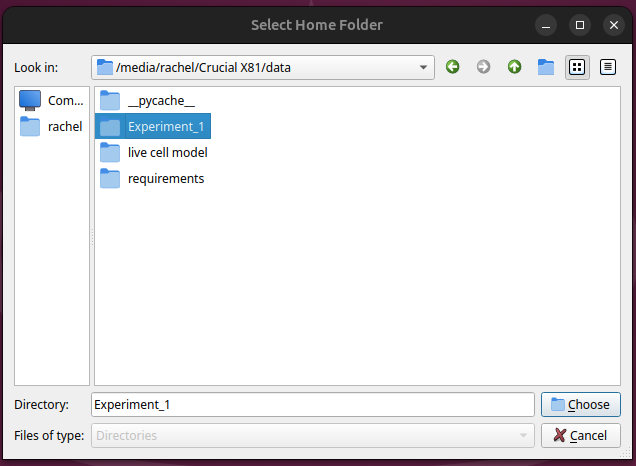 Select Home Folder
Look in: /media/rachel/Crucial X81/data
Com...
rachel
__pycache__
Experiment_1
live cell model
requirements
Directory: Experiment_1 Choose
Files of type: Directories Cancel